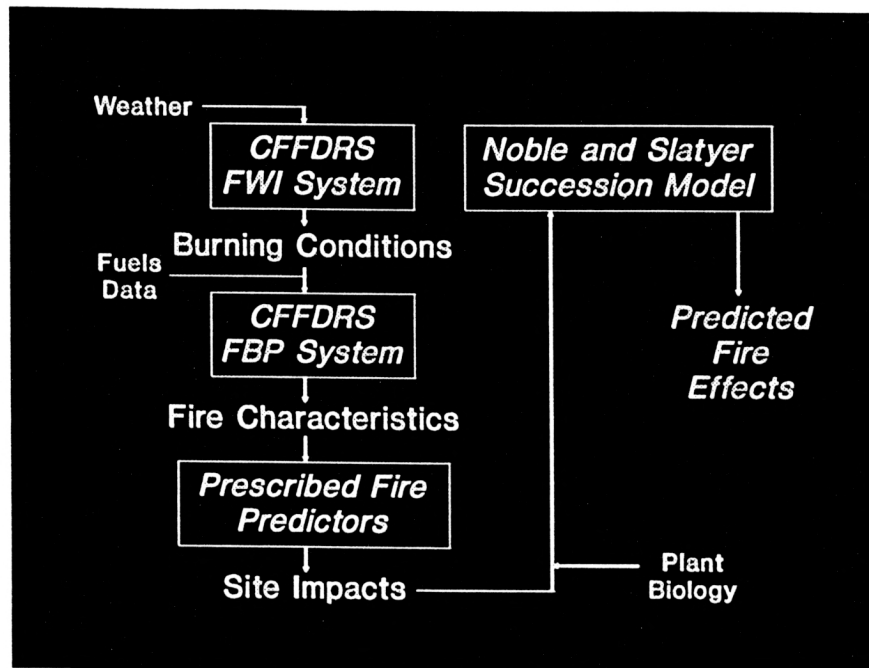 Weather
CFFDRS
FWI System
Burning Conditions
Fuels
Data
CFFDRS
FBP System
Fire Characteristics
Prescribed Fire
Predictors
Site Impacts
Plant
Biology
Noble and Slatyer
Succession Model
Predicted
Fire
Effects